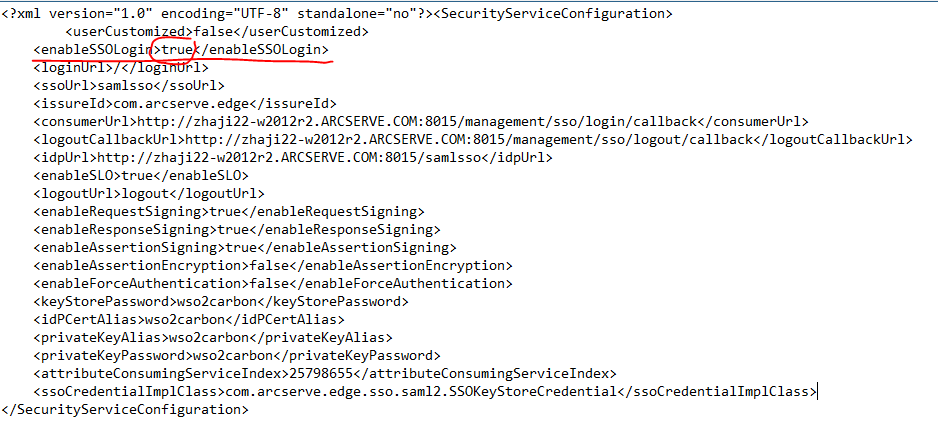 <?xml version="1.0" encoding="UTF-8" standalone="no"?><SecurityServiceConfiguration>
<userCustomized>false</userCustomized>
<enableSSOLogin>true</enableSSOLogin>
<loginUrl>/</loginUrl>
<ssoUrl>samlsso</ssoUrl>
<issureId>com.arcserve.edge</issureId>
<consumerUrl>http://zhaji22-w2012r2.ARCSERVE.COM:8015/management/sso/login/callback</consumerUrl>
<logoutCallbackUrl>http://zhaji22-w2012r2.ARCSERVE.COM:8015/management/sso/logout/callback</logoutCallbackUrl>
<idpUrl>http://zhaji22-w2012r2.ARCSERVE.COM:8015/samlsso</idpUrl>
<enableSLO>true</enableSLO>
<logoutUrl>logout</logoutUrl>
<enableRequestSigning>true</enableRequestSigning>
<enableResponseSigning>true</enableResponseSigning>
<enableAssertionSigning>true</enableAssertionSigning>
<enableAssertionEncryption>false</enableAssertionEncryption>
<enableForceAuthentication>false</enableForceAuthentication>
<keyStorePassword>wso2carbon</keyStorePassword>
<idPCertAlias>wso2carbon</idPCertAlias>
<privateKeyAlias>wso2carbon</privateKeyAlias>
<privateKeyPassword>wso2carbon</privateKeyPassword>
<attributeConsumingServiceIndex>25798655</attributeConsumingServiceIndex>
<ssoCredentialImplClass>com.arcserve.edge.sso.saml2.SSOKeyStoreCredential</ssoCredentialImplClass>
</SecurityServiceConfiguration>